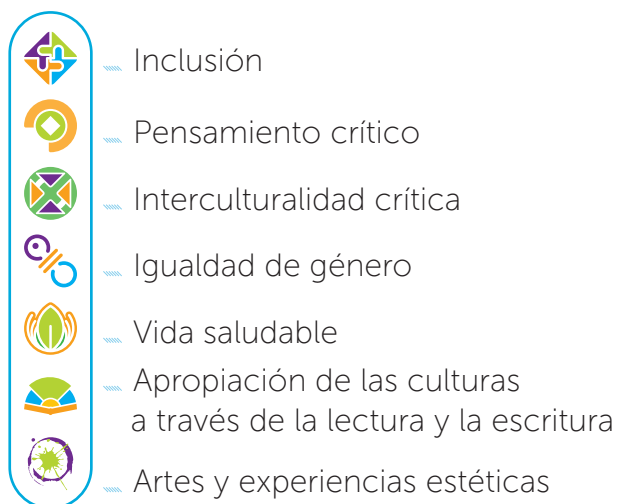 Inclusión
Pensamiento crítico
Interculturalidad crítica
Igualdad de género
Vida saludable
Apropiación de las culturas
a través de la lectura y la escritura
Artes y experiencias estéticas